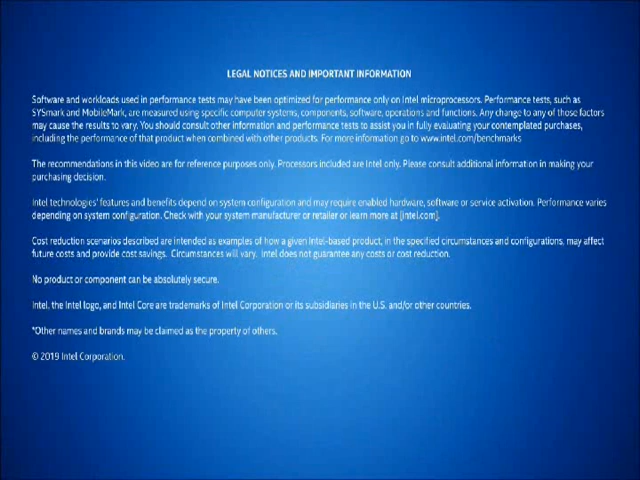 LEGAL NOTICES AND IMPORTANT INFORMATION
Software and workloads used in performance tests may have been optimized for performance only on Intel microprocessors. Performance tests, such as
SYSmark and MobileMark, are measured using specific computer systems, components, software, operations and functions. Any change to any of those factors
may cause the results to vary. You should consult other information and performance tests to assist you in fully evaluating your contemplated purchases,
including the performance of that product when combined with other products. For more information go to www.intel.com/benchmarks
The recommendations in this video are for reference purposes only. Processors included are Intel only. Please consult additional information in making your
purchasing decision.
Intel technologies' features and benefits depend on system configuration and may require enabled hardware, software or service activation. Performance varies
depending on system configuration. Check with your system manufacturer or retailer or learn more at [intel.com].
Cost reduction scenarios described are intended as examples of how a given Intel-based product, in the specified circumstances and configurations, may affect
future costs and provide cost savings. Circumstances will vary. Intel does not guarantee any costs or cost reduction.
No product or component can be absolutely secure.
Intel, the Intel logo, and Intel Core are trademarks of Intel Corporation or its subsidiaries in the U.S. and/or other countries.
*Other names and brands may be claimed as the property of others.
© 2019 Intel Corporation.